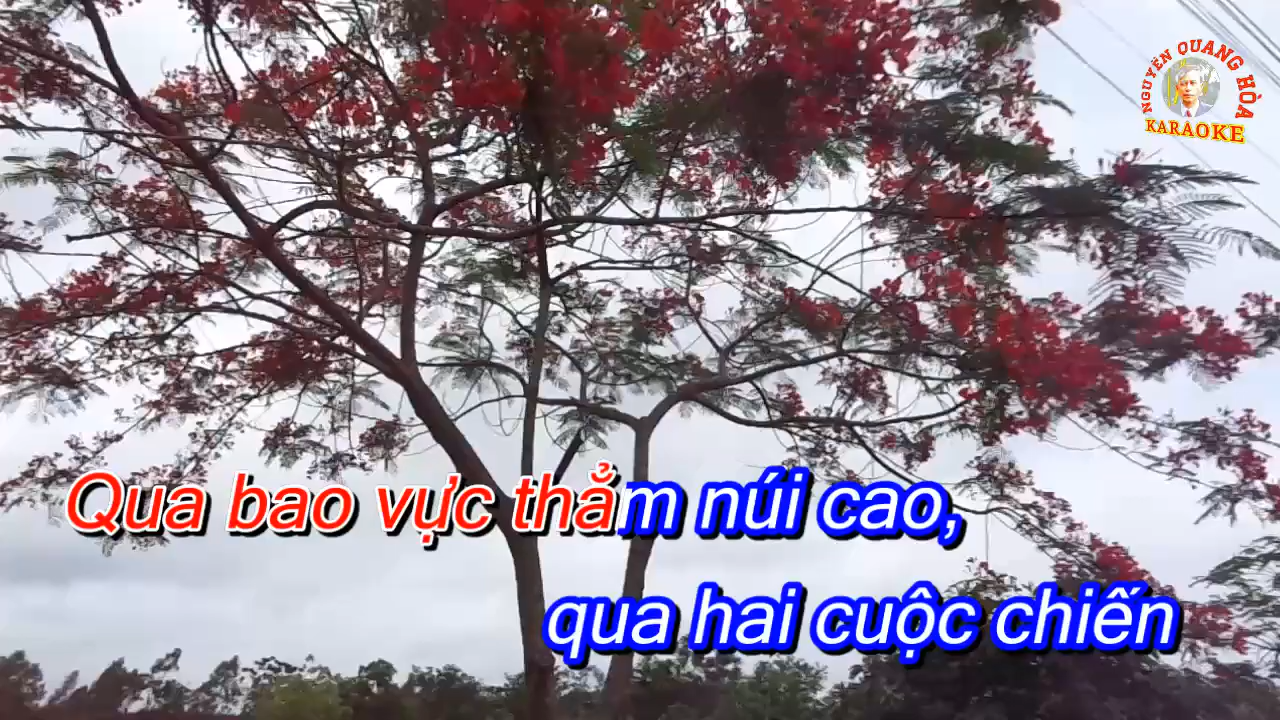 NGUYỄN QUANG HÒA
KARAOKE
Qua bao vực thẳm núi cao,
qua hai cuộc chiến